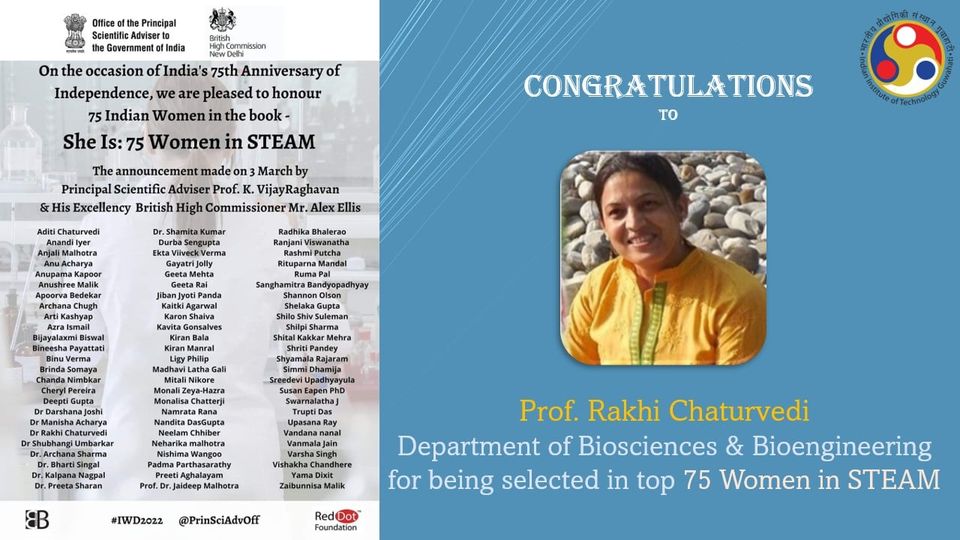 Office of the Principal
Scientific Adviser to
the Government of India
British
High Commission
New Delhi
On the occasion of India's 75th Anniversary of
Independence, we are pleased to honour
75 Indian Women in the book -
She Is: 75 Women in STEAM
The announcement made on 3 March by
Principal Scientific Adviser Prof. K. VijayRaghavan
& His Excellency British High Commissioner Mr. Alex Ellis
Aditi Chaturvedi
Anandi Iyer
Anjali Malhotra
Anu Acharya
Anupama Kapoor
Anushree Malik
Apoorva Bedekar
Archana Chugh
Arti Kashyap
Azra Ismail
Bijayalaxmi Biswal
Bineesha Payattati
Binu Verma
Brinda Somaya
Chanda Nimbkar
Cheryl Pereira
Deepti Gupta
Dr Darshana Joshi
Dr Manisha Acharya
Dr Rakhi Chaturvedi
Dr Shubhangi Umbarkar
Dr. Archana Sharma
Dr. Bharti Singal
Dr. Kalpana Nagpal
Dr. Preeta Sharan
Dr. Shamita Kumar
Durba Sengupta
Ekta Viiveck Verma
Gayatri Jolly
Geeta Mehta
Geeta Rai
Jiban Jyoti Panda
Kaitki Agarwal
Karon Shaiva
Kavita Gonsalves
Kiran Bala
Kiran Manral
Ligy Philip
Madhavi Latha Gali
Mitali Nikore
Monali Zeya-Hazra
Monalisa Chatterji
Namrata Rana
Nandita DasGupta
Neelam Chhiber
Neharika malhotra
Nishima Wangoo
Padma Parthasarathy
Preeti Aghalayam
Prof. Dr. Jaideep Malhotra
Radhika Bhalerao
Ranjani Viswanatha
Rashmi Putcha
Rituparna Mandal
Ruma Pal
Sanghamitra Bandyopadhyay
Shannon Olson
Shelaka Gupta
Shilo Shiv Suleman
Shilpi Sharma
Shital Kakkar Mehra
Shriti Pandey
Shyamala Rajaram
Simmi Dhamija
Sreedevi Upadhyayula
Susan Eapen PhD
Swarnalatha J
Trupti Das
Upasana Ray
Vandana nanal
Vanmala Jain
Varsha Singh
Vishakha Chandhere
Yama Dixit
Zaibunnisa Malik
#IWD2022 @PrinSciAdvOff
Red Dot
Foundation
CONGRATULATIONS
TO
भारतीय प्रौद्योगिकी संस्थान गुवाहाटी
Indian Institute of Technology Guwahati
Prof. Rakhi Chaturvedi
Department of Biosciences & Bioengineering
for being selected in top 75 Women in STEAM